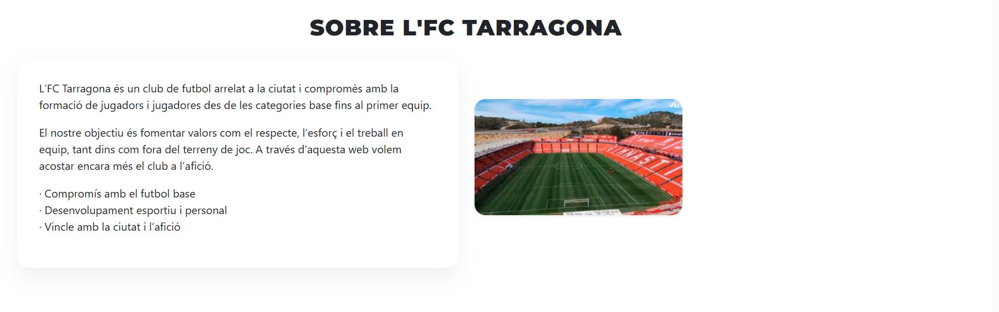 SOBRE L'FC TARRAGONA
L’FC Tarragona és un club de futbol arrelat a la ciutat i compromès amb la
formació de jugadors i jugadores des de les categories base fins al primer equip.
El nostre objectiu és fomentar valors com el respecte, l’esforç i el treball en
equip, tant dins com fora del terreny de joc. A través d’aquesta web volem
acostar encara més el club a l’afició.
· Compromís amb el futbol base
· Desenvolupament esportiu i personal
· Vincle amb la ciutat i l’afició